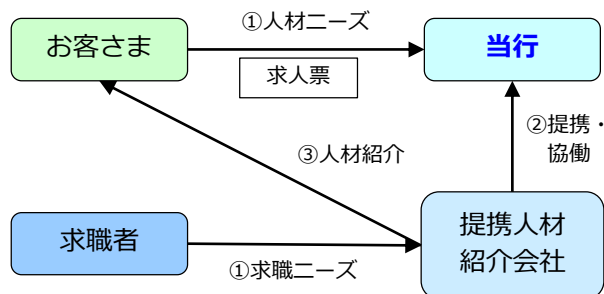 ①人材ニーズ
お客さま
当行
求人票
②提携・
協働
③人材紹介
求職者
提携人材
紹介会社
①求職ニーズ